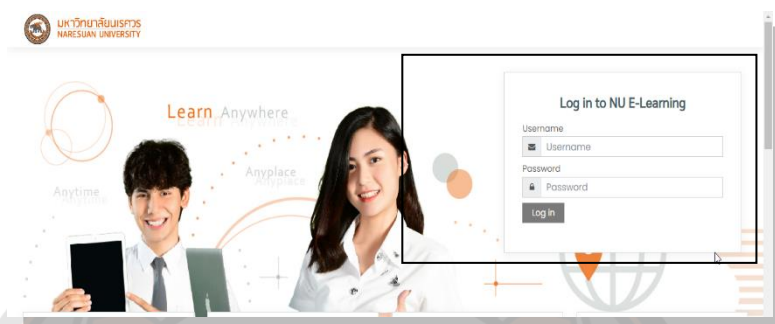 มหาวิทยาลัยนเรศวร
NARESUAN UNIVERSITY
Learn Anywhere
Anyplace
Anytime
Log in to NU E-Learning
Username
Username
Password
Password
Log in